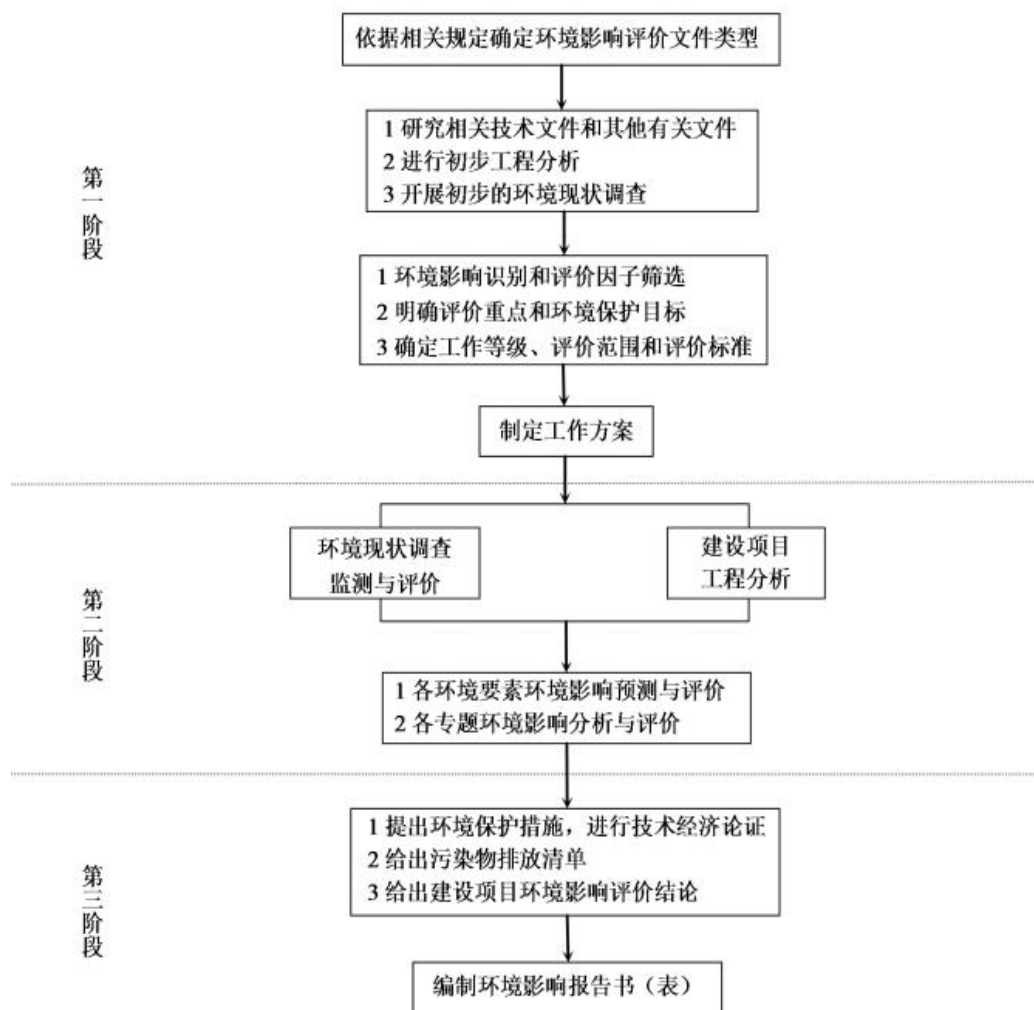 依据相关规定确定环境影响评价文件类型
1 研究相关技术文件和其他有关文件
2 进行初步工程分析
3 开展初步的环境现状调查
第一阶段
1 环境影响识别和评价因子筛选
2 明确评价重点和环境保护目标
3 确定工作等级、评价范围和评价标准
制定工作方案
环境现状调查
监测与评价
建设项目
工程分析
第二阶段
1 各环境要素环境影响预测与评价
2 各专题环境影响分析与评价
1 提出环境保护措施，进行技术经济论证
2 给出污染物排放清单
3 给出建设项目环境影响评价结论
第三阶段
编制环境影响报告书（表）